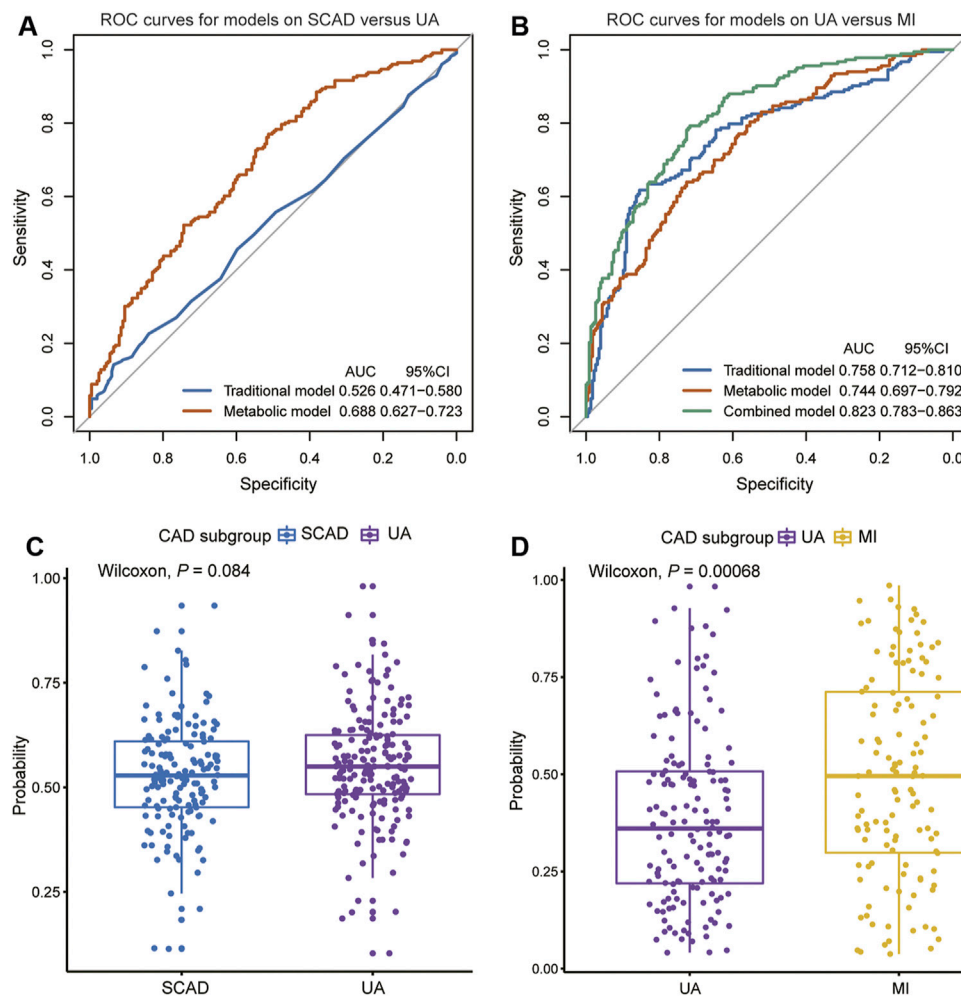 A
ROC curves for models on SCAD versus UA
Sensitivity
1.0
0.8
0.6
0.4
0.2
0.0
AUC 95%CI
Traditional model 0.526 0.471–0.580
Metabolic model 0.688 0.627–0.723
1.0 0.8 0.6 0.4 0.2 0.0
Specificity
B
ROC curves for models on UA versus MI
Sensitivity
1.0
0.8
0.6
0.4
0.2
0.0
AUC 95%CI
Traditional model 0.758 0.712–0.810
Metabolic model 0.744 0.697–0.792
Combined model 0.823 0.783–0.863
1.0 0.8 0.6 0.4 0.2 0.0
Specificity
C
CAD subgroup SCAD UA
Wilcoxon, P = 0.084
Probability
1.00
0.75
0.50
0.25
SCAD UA
D
CAD subgroup UA MI
Wilcoxon, P = 0.00068
Probability
1.00
0.75
0.50
0.25
0.00
UA MI